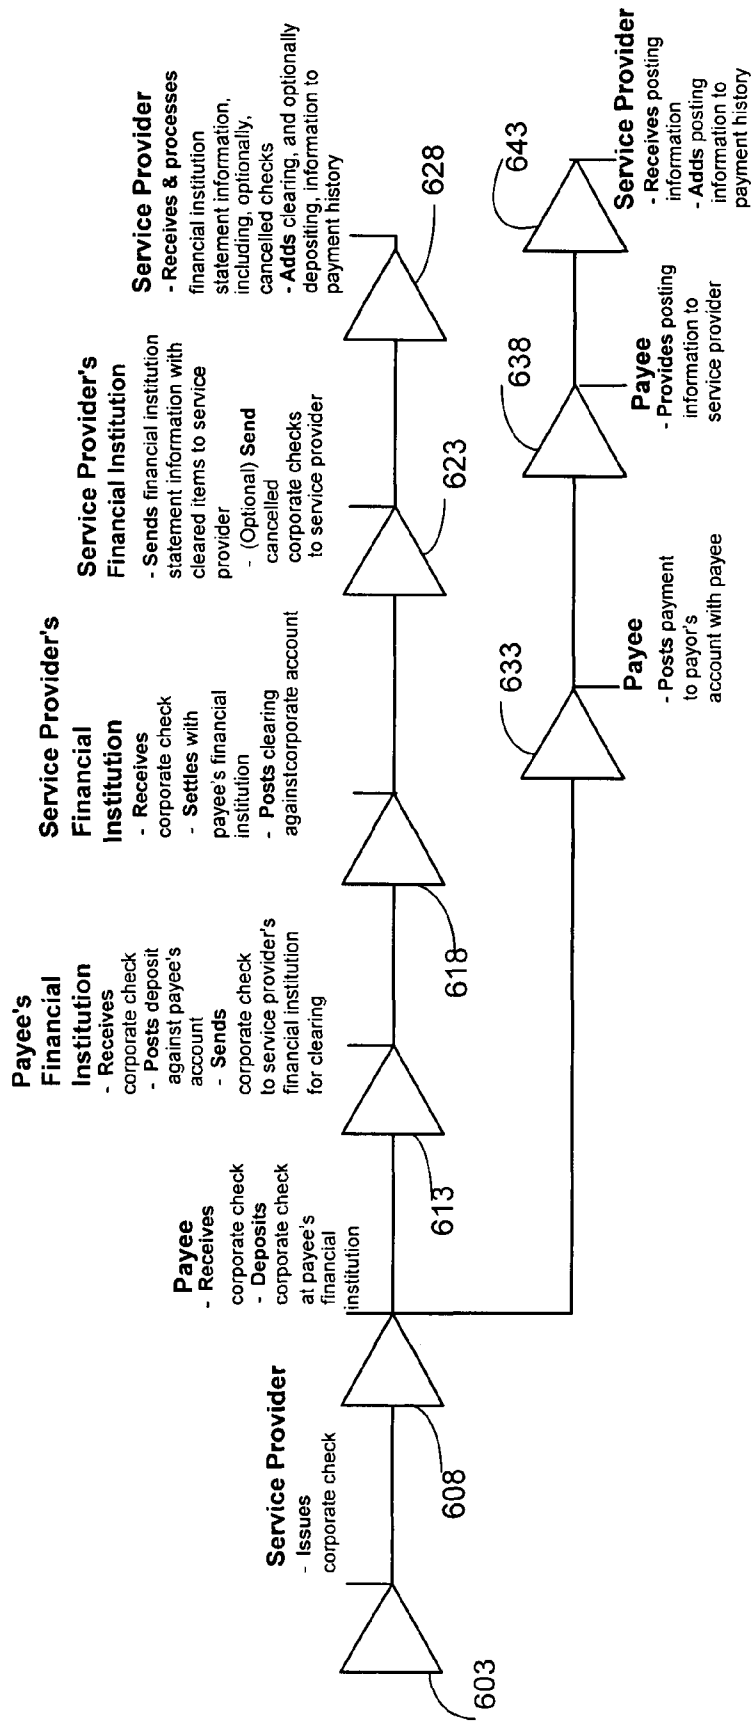 Service Provider
- Issues
corporate check
603
Payee
- Receives
corporate check
- Deposits
corporate check
at payee's
financial
institution
608
Payee's
Financial
Institution
- Receives
corporate check
- Posts deposit
against payee's
account
- Sends
corporate check
to service provider's
financial institution
for clearing
613
Service Provider's
Financial
Institution
- Receives
corporate check
- Settles with
payee's financial
institution
- Posts clearing
againstcorporate account
618
Service Provider's
Financial Institution
- Sends financial institution
statement information with
cleared items to service
provider
- (Optional) Send
cancelled
corporate checks
to service provider
623
Service Provider
- Receives & processes
financial institution
statement information,
including, optionally,
cancelled checks
- Adds clearing, and optionally
depositing, information to
payment history
628
633
Payee
- Posts payment
to payor's
account with payee
638
Payee
- Provides posting
information to
service provider
643
Service Provider
- Receives posting
information
- Adds posting
information to
payment history